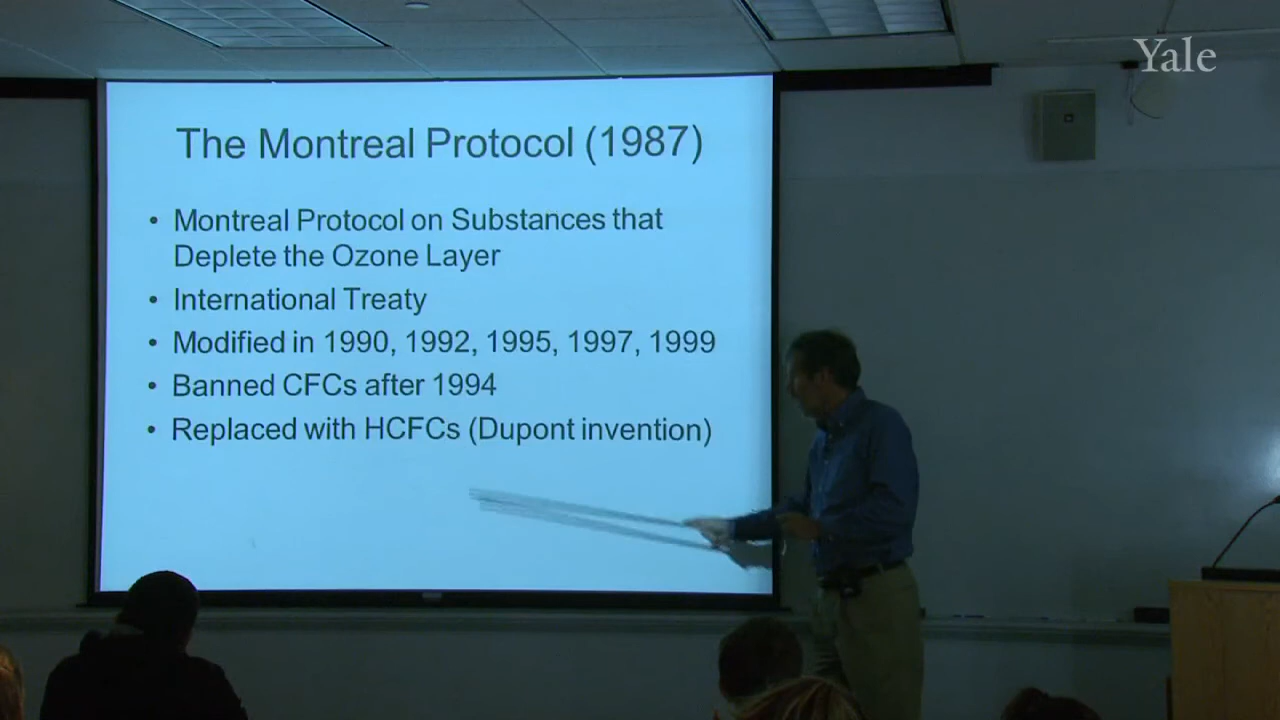 Yale
The Montreal Protocol (1987)
• Montreal Protocol on Substances that
Deplete the Ozone Layer
• International Treaty
• Modified in 1990, 1992, 1995, 1997, 1999
• Banned CFCs after 1994
• Replaced with HCFCs (Dupont invention)